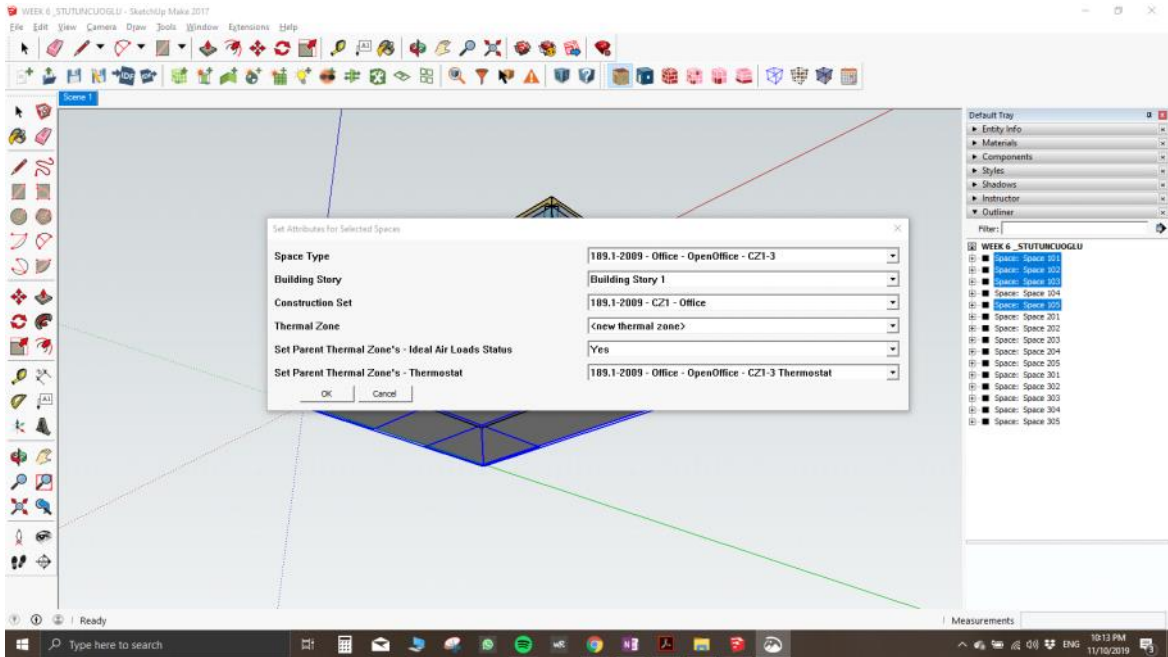 WEEK 6 _STUTUNCUOGLU - SketchUp Make 2017
File Edit View Camera Draw Tools Window Extensions Help
Scene 1
Default Tray
Entity Info
Materials
Components
Styles
Shadows
Instructor
Outliner
Filter:
WEEK 6 _STUTUNCUOGLU
Space: Space 101
Space: Space 102
Space: Space 103
Space: Space 104
Space: Space 105
Space: Space 201
Space: Space 202
Space: Space 203
Space: Space 204
Space: Space 205
Space: Space 301
Space: Space 302
Space: Space 303
Space: Space 304
Space: Space 305
Set Attributes for Selected Spaces
Space Type 189.1-2009 - Office - OpenOffice - CZ1-3
Building Story Building Story 1
Construction Set 189.1-2009 - CZ1 - Office
Thermal Zone <new thermal zone>
Set Parent Thermal Zone's - Ideal Air Loads Status Yes
Set Parent Thermal Zone's - Thermostat 189.1-2009 - Office - OpenOffice - CZ1-3 Thermostat
OK Cancel
Ready
Measurements
Type here to search
ENG
10:13 PM
11/10/2019